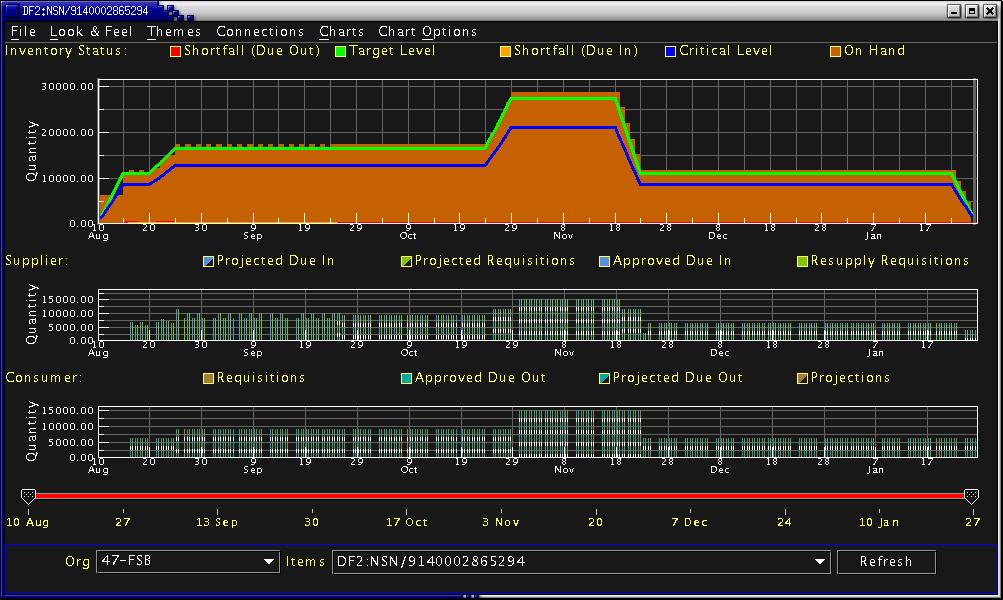 DF2:NSN/9140002865294
File Look & Feel Themes Connections Charts Chart Options
Inventory Status: Shortfall (Due Out) Target Level Shortfall (Due In) Critical Level On Hand
30000.00
20000.00
10000.00
0.00
Quantity
10 20 30 9 19 29 9 19 29 8 18 28 8 18 28 7 17
Aug Sep Oct Nov Dec Jan
Supplier: Projected Due In Projected Requisitions Approved Due In Resupply Requisitions
15000.00
10000.00
5000.00
0.00
Quantity
10 20 30 9 19 29 9 19 29 8 18 28 8 18 28 7 17
Aug Sep Oct Nov Dec Jan
Consumer: Requisitions Approved Due Out Projected Due Out Projections
15000.00
10000.00
5000.00
0.00
Quantity
10 20 30 9 19 29 9 19 29 8 18 28 8 18 28 7 17
Aug Sep Oct Nov Dec Jan
10 Aug 27 13 Sep 30 17 Oct 3 Nov 20 7 Dec 24 10 Jan 27
Org 47-FSB Items DF2:NSN/9140002865294 Refresh